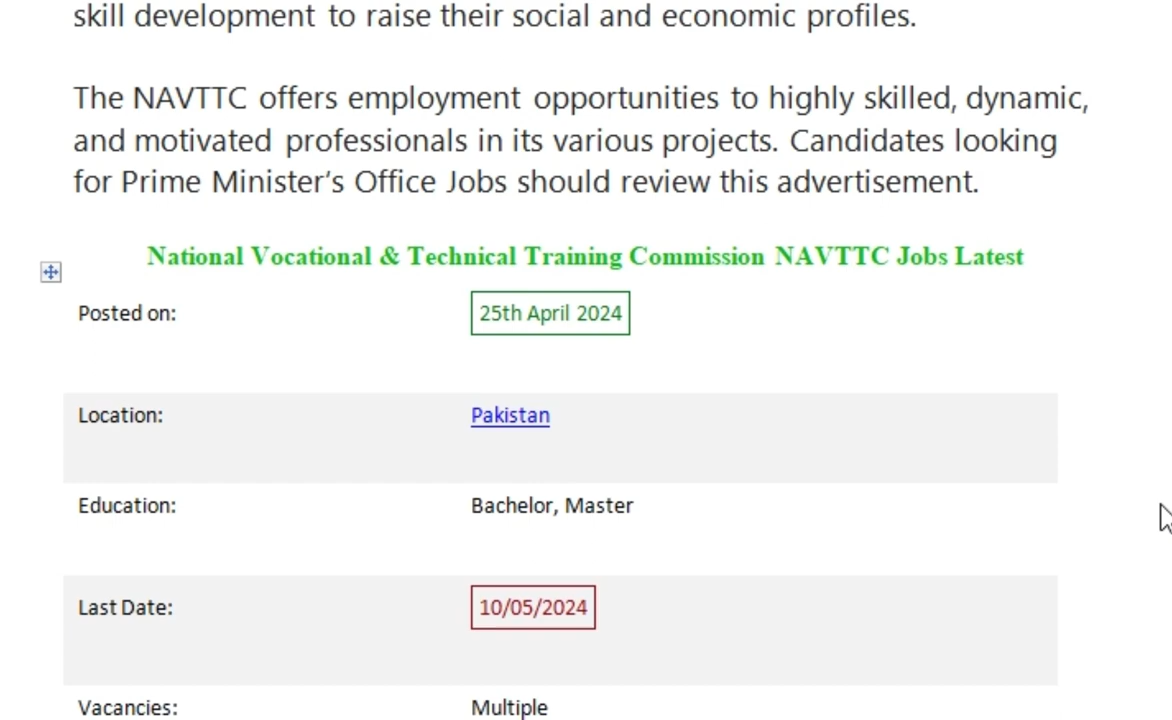 skill development to raise their social and economic profiles.
The NAVTTC offers employment opportunities to highly skilled, dynamic,
and motivated professionals in its various projects. Candidates looking
for Prime Minister’s Office Jobs should review this advertisement.
National Vocational & Technical Training Commission NAVTTC Jobs Latest
Posted on: 25th April 2024
Location: Pakistan
Education: Bachelor, Master
Last Date: 10/05/2024
Vacancies: Multiple